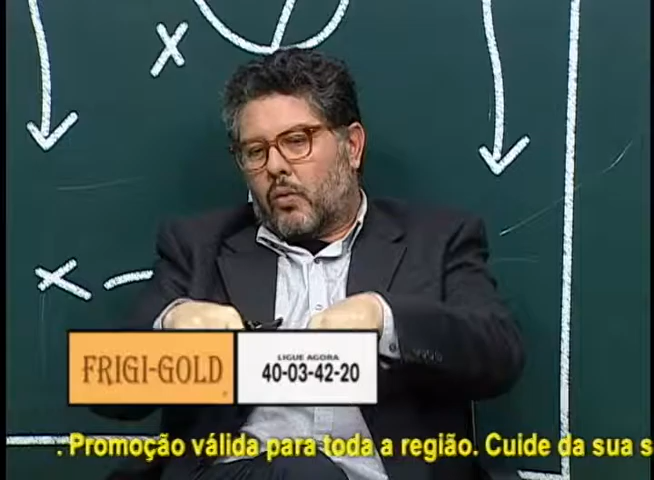 FRIGI-GOLD
LIGUE AGORA
40-03-42-20
. Promoção válida para toda a região. Cuide da sua s